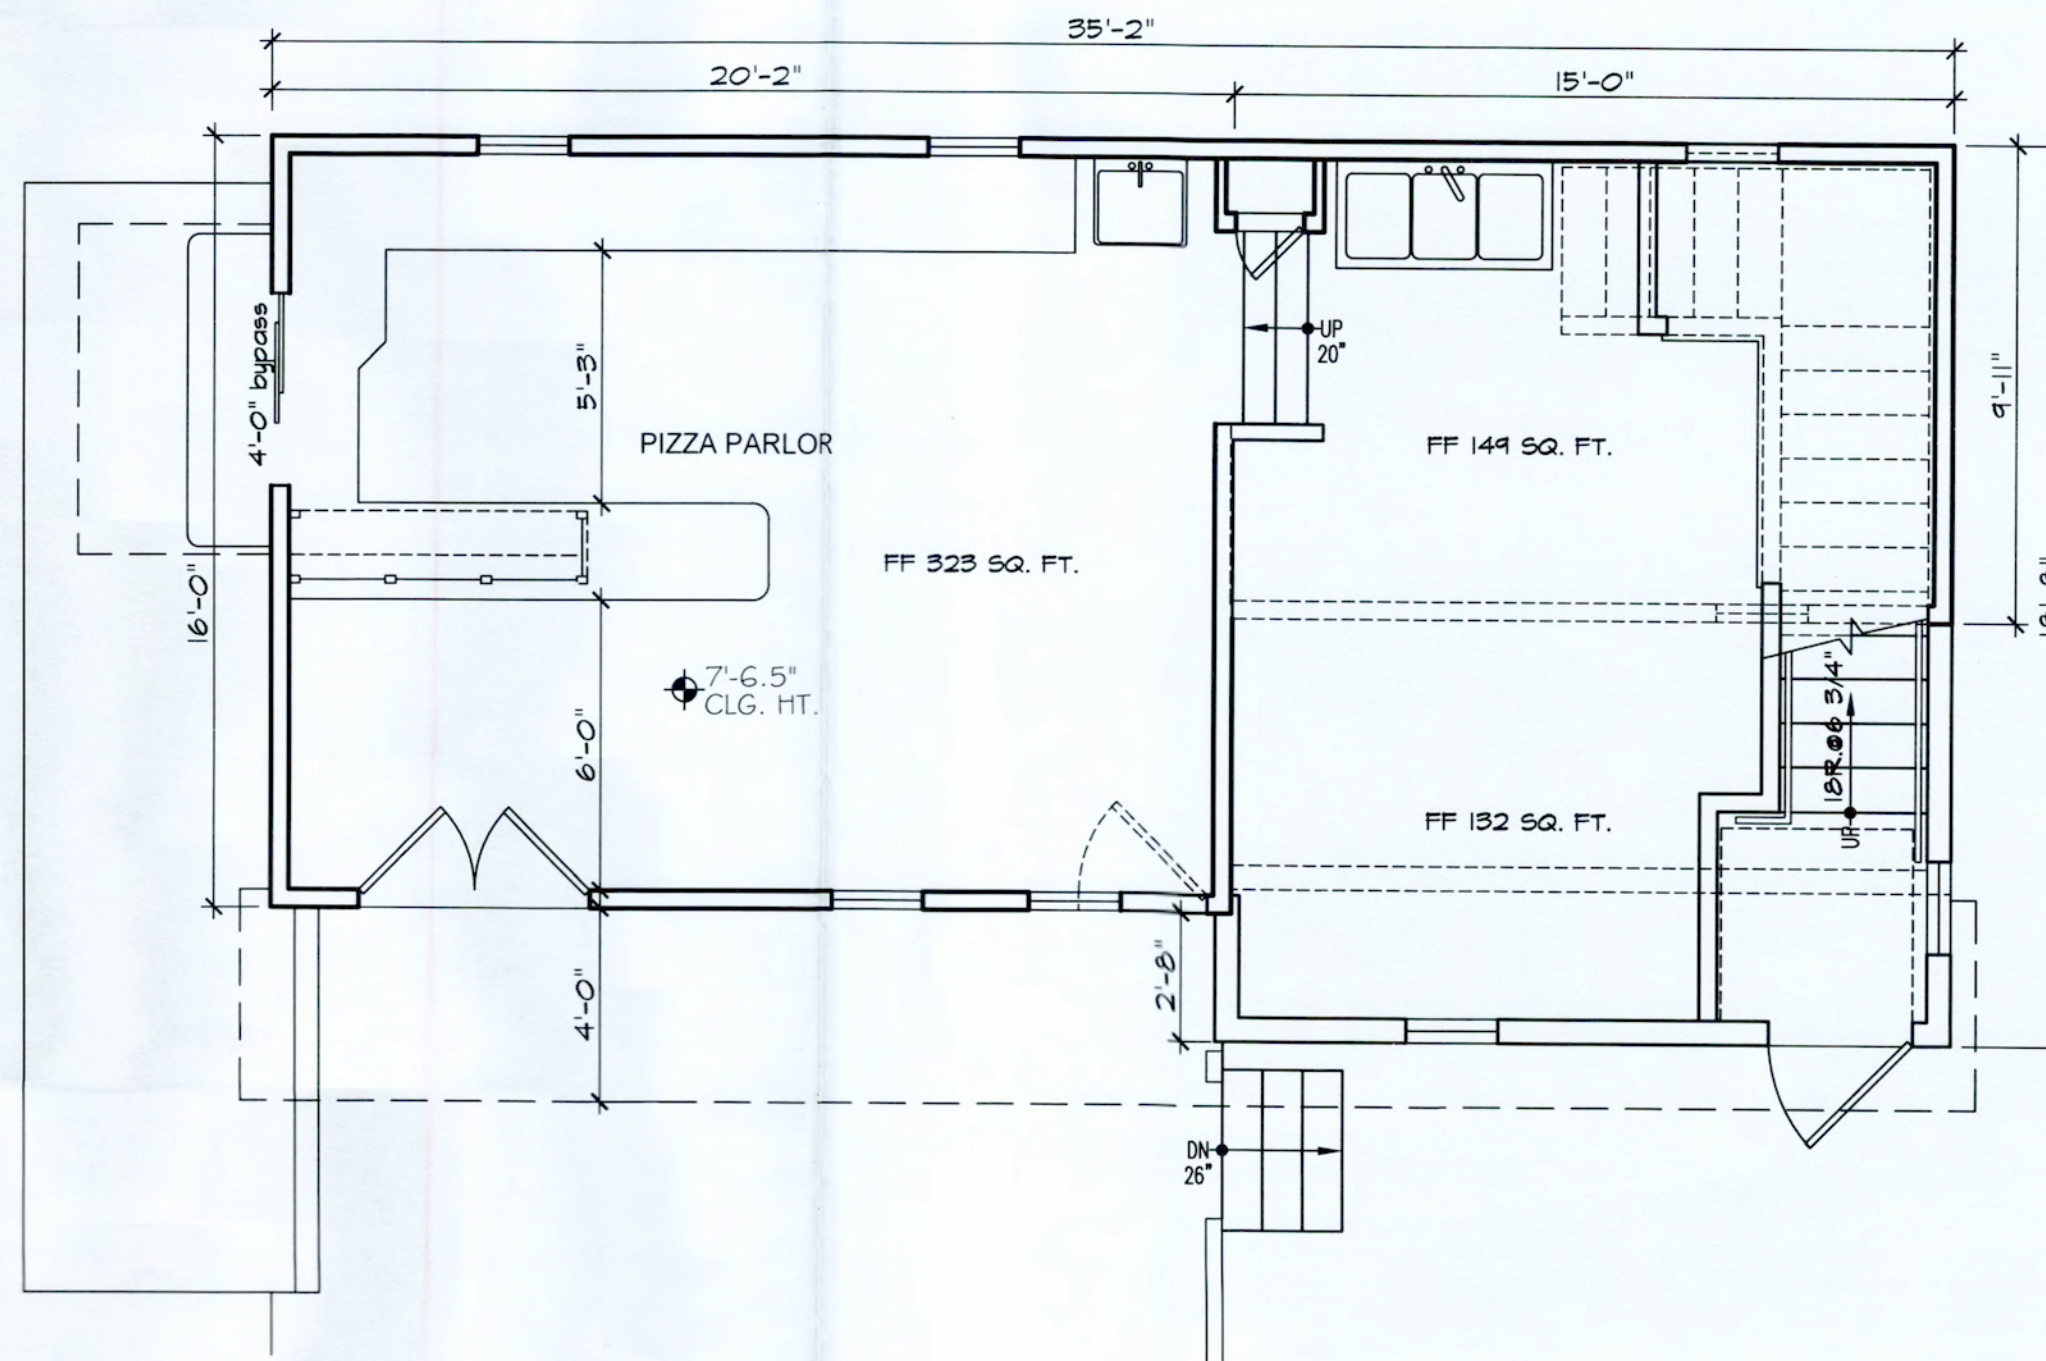 35'-2"
20'-2"
15'-0"
4'-0" bypass
5'-3"
UP
20"
9'-11"
PIZZA PARLOR
FF 149 SQ. FT.
FF 323 SQ. FT.
16'-0"
7'-6.5"
CLG. HT.
6'-0"
18R.@6 3/4"
UP
FF 132 SQ. FT.
2'-8"
4'-0"
DN
26"